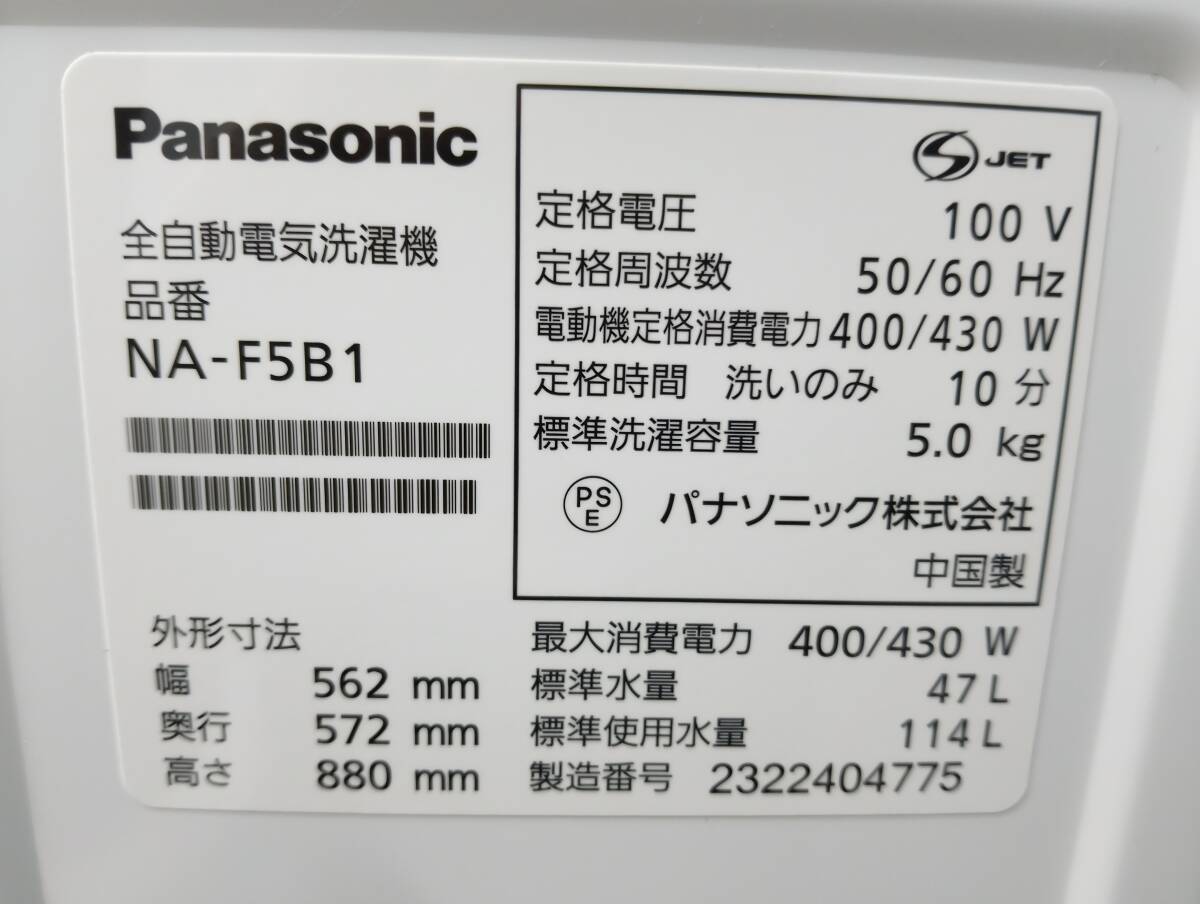 Panasonic
全自動電気洗濯機
品番
NA-F5B1
JET
定格電圧 100 V
定格周波数 50/60 Hz
電動機定格消費電力 400/430 W
定格時間 洗いのみ 10 分
標準洗濯容量 5.0 kg
PSE パナソニック株式会社
中国製
外形寸法
幅 562 mm
奥行 572 mm
高さ 880 mm
最大消費電力 400/430 W
標準水量 47 L
標準使用水量 114 L
製造番号 2322404775